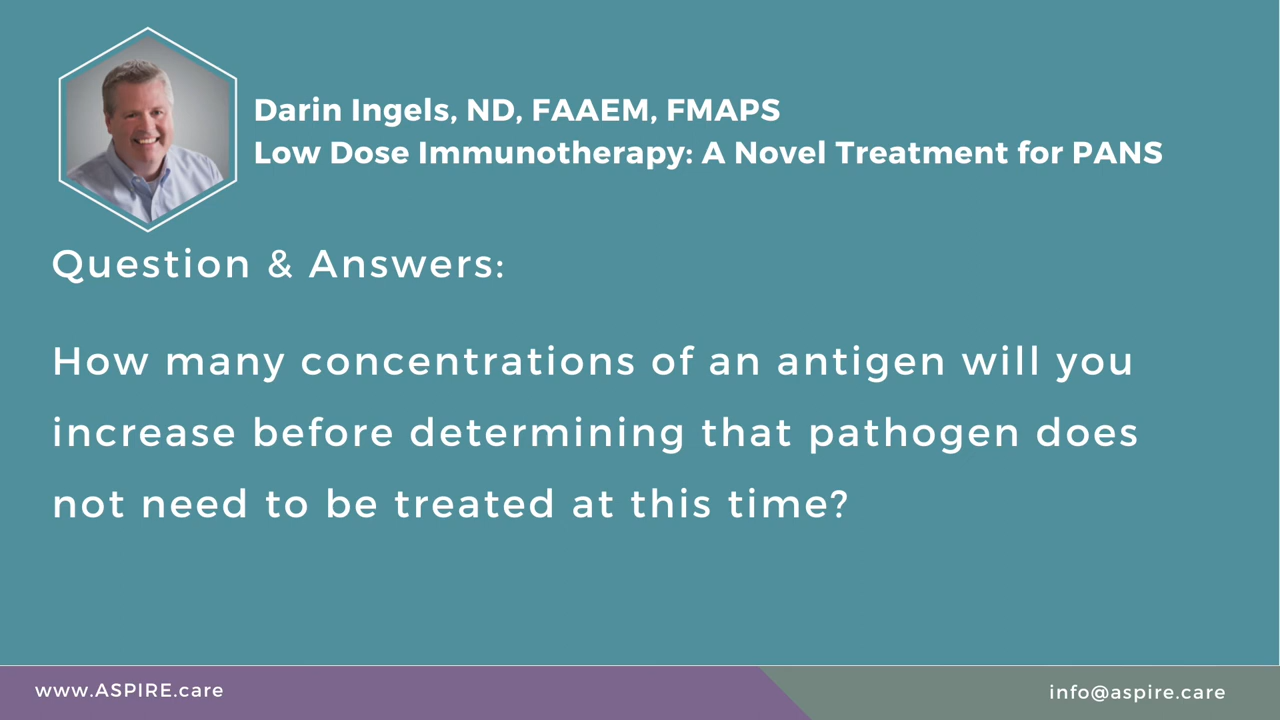 Darin Ingels, ND, FAAEM, FMAPS
Low Dose Immunotherapy: A Novel Treatment for PANS
Question & Answers:
How many concentrations of an antigen will you
increase before determining that pathogen does
not need to be treated at this time?
www.ASPIRE.care
info@aspire.care